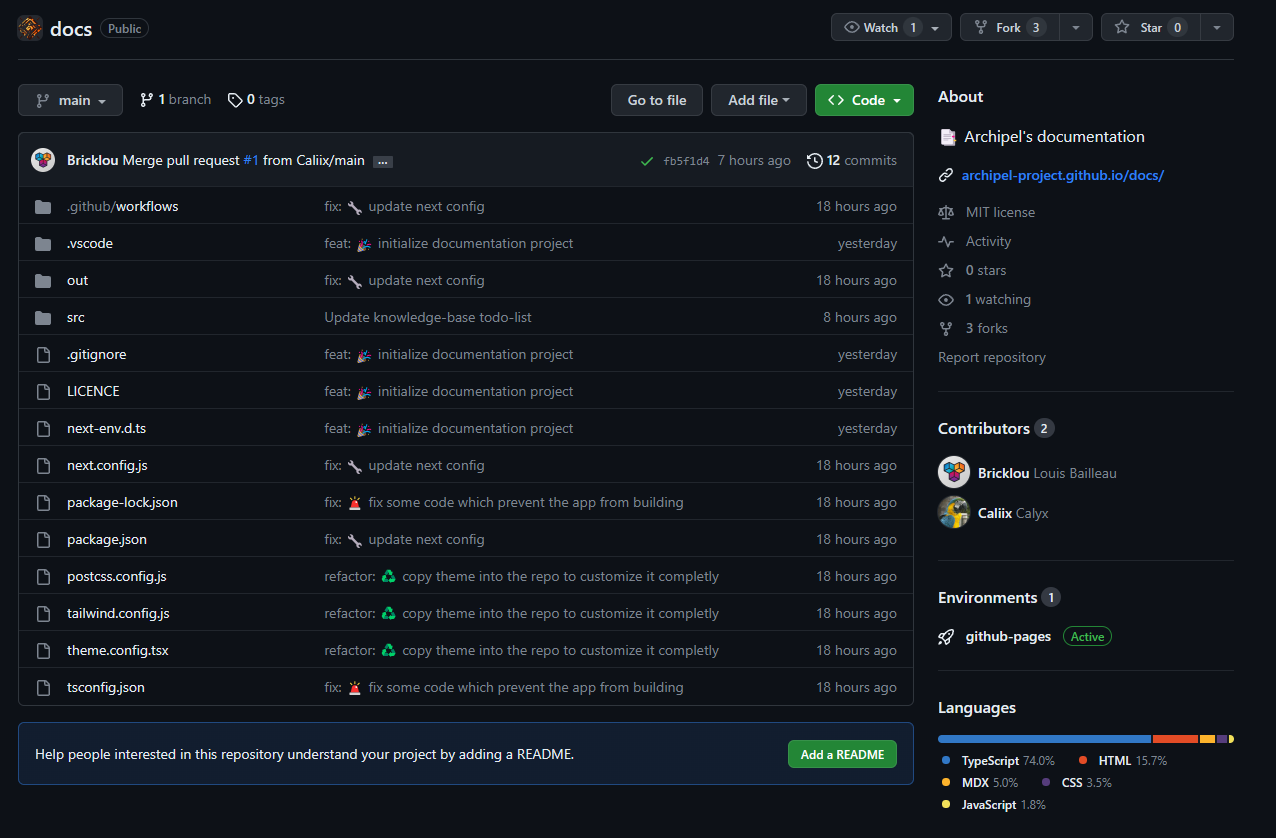 docs Public Watch 1 Fork 3 Star 0
main 1 branch 0 tags Go to file Add file Code
Bricklou Merge pull request #1 from Caliix/main ... fb5f1d4 7 hours ago 12 commits
.github/workflows fix: 🔧 update next config 18 hours ago
.vscode feat: 🎉 initialize documentation project yesterday
out fix: 🔧 update next config 18 hours ago
src Update knowledge-base todo-list 8 hours ago
.gitignore feat: 🎉 initialize documentation project yesterday
LICENCE feat: 🎉 initialize documentation project yesterday
next-env.d.ts feat: 🎉 initialize documentation project yesterday
next.config.js fix: 🔧 update next config 18 hours ago
package-lock.json fix: 🚨 fix some code which prevent the app from building 18 hours ago
package.json fix: 🔧 update next config 18 hours ago
postcss.config.js refactor: ♻️ copy theme into the repo to customize it completly 18 hours ago
tailwind.config.js refactor: ♻️ copy theme into the repo to customize it completly 18 hours ago
theme.config.tsx refactor: ♻️ copy theme into the repo to customize it completly 18 hours ago
tsconfig.json fix: 🚨 fix some code which prevent the app from building 18 hours ago
Help people interested in this repository understand your project by adding a README. Add a README
About
📑 Archipel's documentation
archipel-project.github.io/docs/
MIT license
Activity
0 stars
1 watching
3 forks
Report repository
Contributors 2
Bricklou Louis Bailleau
Caliix Calyx
Environments 1
github-pages Active
Languages
TypeScript 74.0% HTML 15.7%
MDX 5.0% CSS 3.5%
JavaScript 1.8%